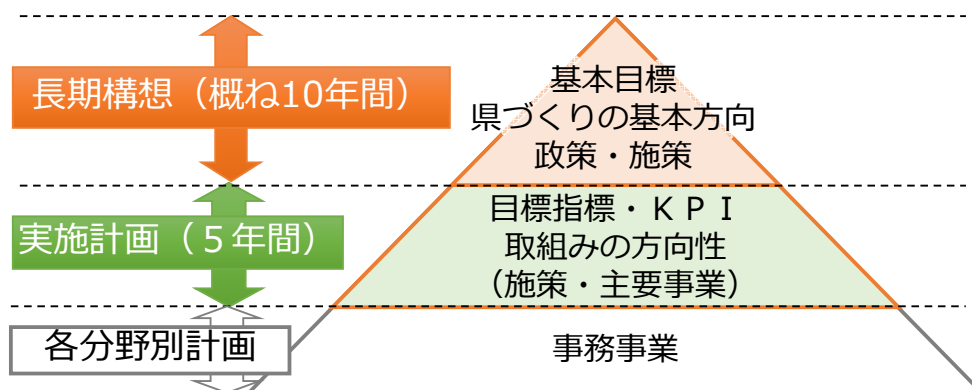 長期構想（概ね10年間）
基本目標
県づくりの基本方向
政策・施策
実施計画（５年間）
目標指標・ＫＰＩ
取組みの方向性
（施策・主要事業）
各分野別計画
事務事業